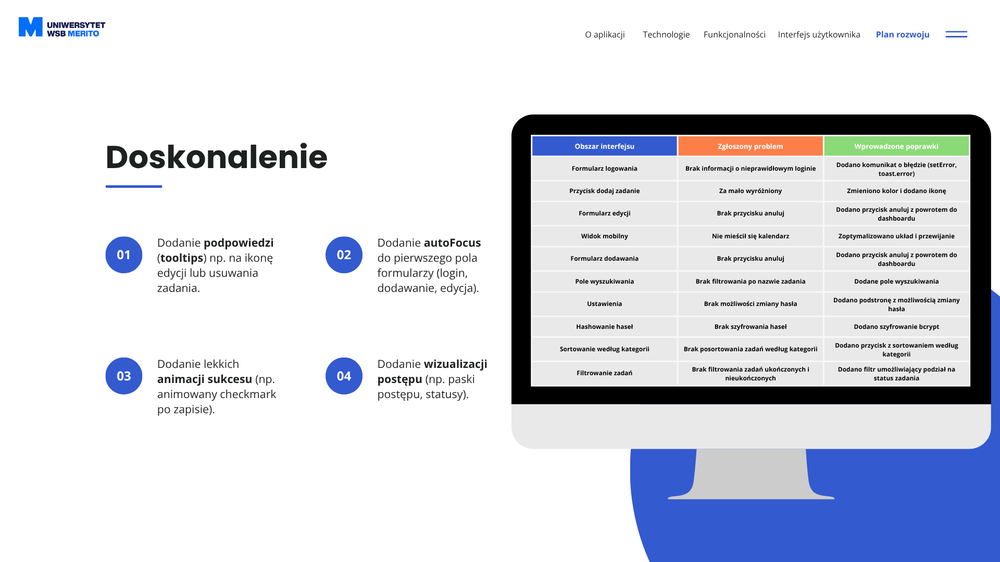 UNIWERSYTET
WSB MERITO
O aplikacji Technologie Funkcjonalności Interfejs użytkownika Plan rozwoju
Doskonalenie
01
Dodanie podpowiedzi
(tooltips) np. na ikonę
edycji lub usuwania
zadania.
02
Dodanie autoFocus
do pierwszego pola
formularzy (login,
dodawanie, edycja).
03
Dodanie lekkich
animacji sukcesu (np.
animowany checkmark
po zapisie).
04
Dodanie wizualizacji
postępu (np. paski
postępu, statusy).
Obszar interfejsu Zgłoszony problem Wprowadzone poprawki
Formularz logowania Brak informacji o nieprawidłowym loginie Dodano komunikat o błędzie (setError,
toast.error)
Przycisk dodaj zadanie Za mało wyróżniony Zmieniono kolor i dodano ikonę
Formularz edycji Brak przycisku anuluj Dodano przycisk anuluj z powrotem do
dashboardu
Widok mobilny Nie mieścił się kalendarz Zoptymalizowano układ i przewijanie
Formularz dodawania Brak przycisku anuluj Dodano przycisk anuluj z powrotem do
dashboardu
Pole wyszukiwania Brak filtrowania po nazwie zadania Dodane pole wyszukiwania
Ustawienia Brak możliwości zmiany hasła Dodano podstronę z możliwością zmiany
hasła
Hashowanie haseł Brak szyfrowania haseł Dodano szyfrowanie bcrypt
Sortowanie według kategorii Brak posortowania zadań według kategorii Dodano przycisk z sortowaniem według
kategorii
Filtrowanie zadań Brak filtrowania zadań ukończonych i
nieukończonych Dodano filtr umożliwiający podział na
status zadania